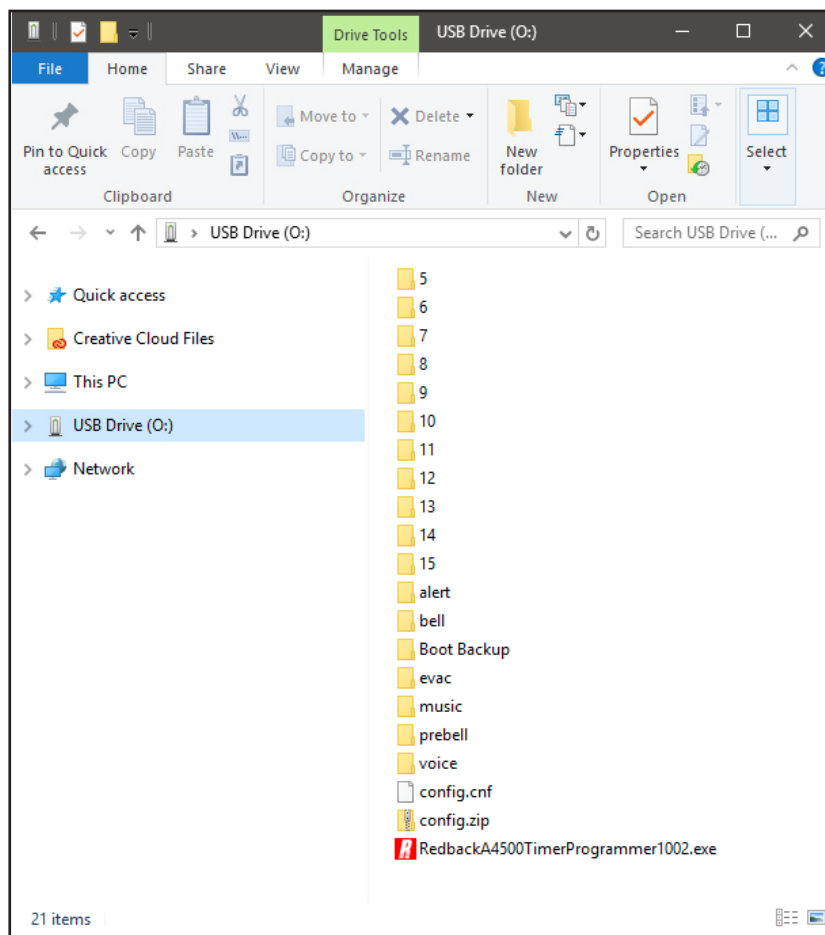 Drive Tools USB Drive (O:)
File Home Share View Manage
Pin to Quick access
Copy
Paste
Move to
Copy to
Delete
Rename
New folder
Properties
Select
Clipboard Organize New Open
USB Drive (O:)
Search USB Drive (...
Quick access
Creative Cloud Files
This PC
USB Drive (O:)
Network
5
6
7
8
9
10
11
12
13
14
15
alert
bell
Boot Backup
evac
music
prebell
voice
config.cnf
config.zip
RedbackA4500TimerProgrammer1002.exe
21 items